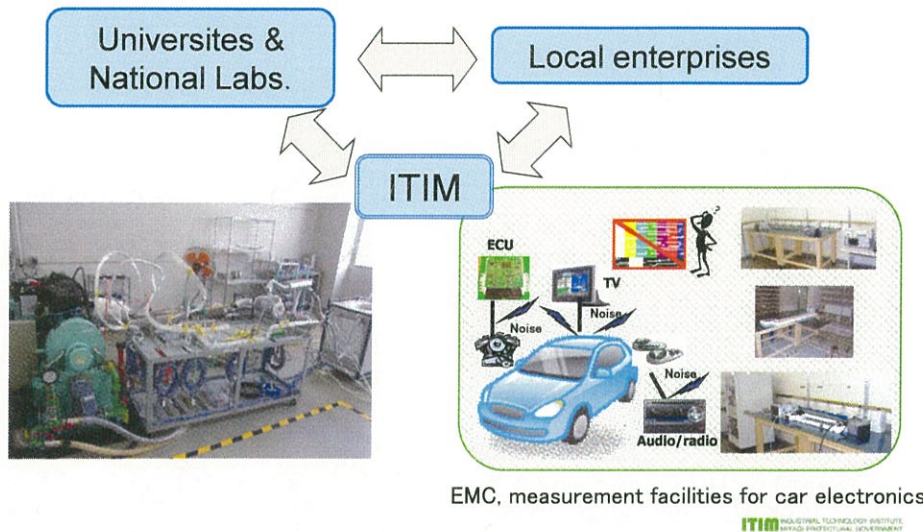 Universites &
National Labs.
Local enterprises
ITIM
ECU
TV
Noise
Noise
Noise
Audio/radio
EMC, measurement facilities for car electronics
ITIM INDUSTRIAL TECHNOLOGY INSTITUTE
MIYAGI PREFECTURAL GOVERNMENT